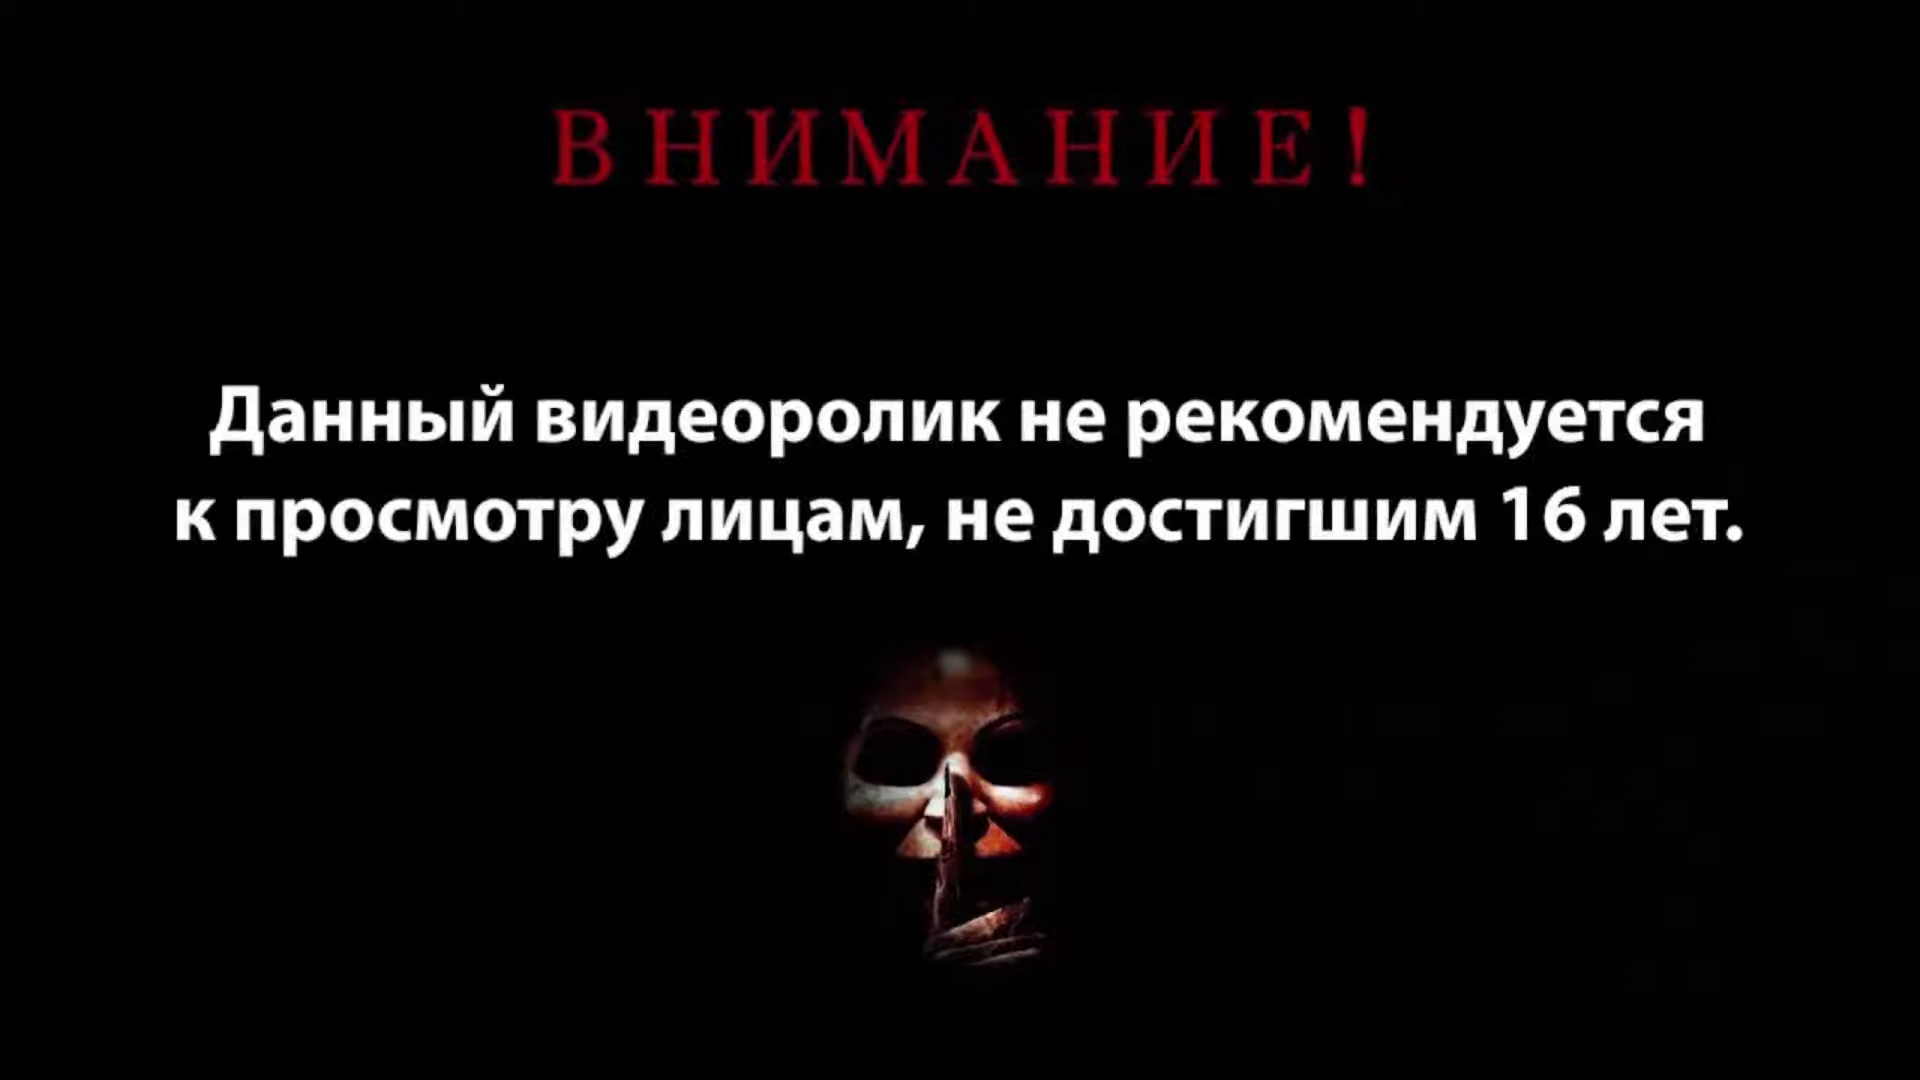 ВНИМАНИЕ!
Данный видеоролик не рекомендуется
к просмотру лицам, не достигшим 16 лет.